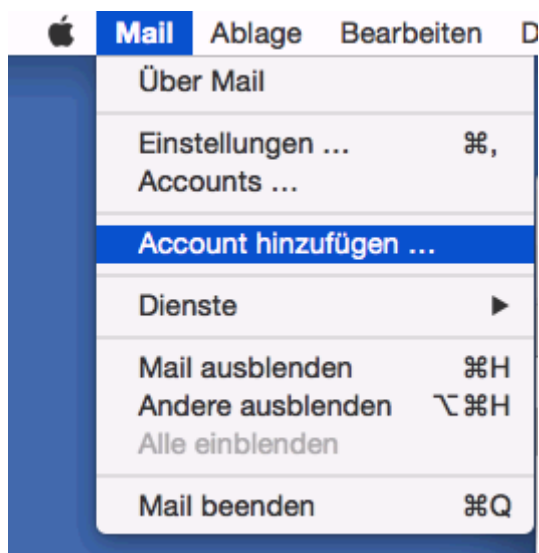 Mail Ablage Bearbeiten D
Über Mail
Einstellungen ... ⌘,
Accounts ...
Account hinzufügen ...
Dienste ▶
Mail ausblenden ⌘H
Andere ausblenden ⌥⌘H
Alle einblenden
Mail beenden ⌘Q